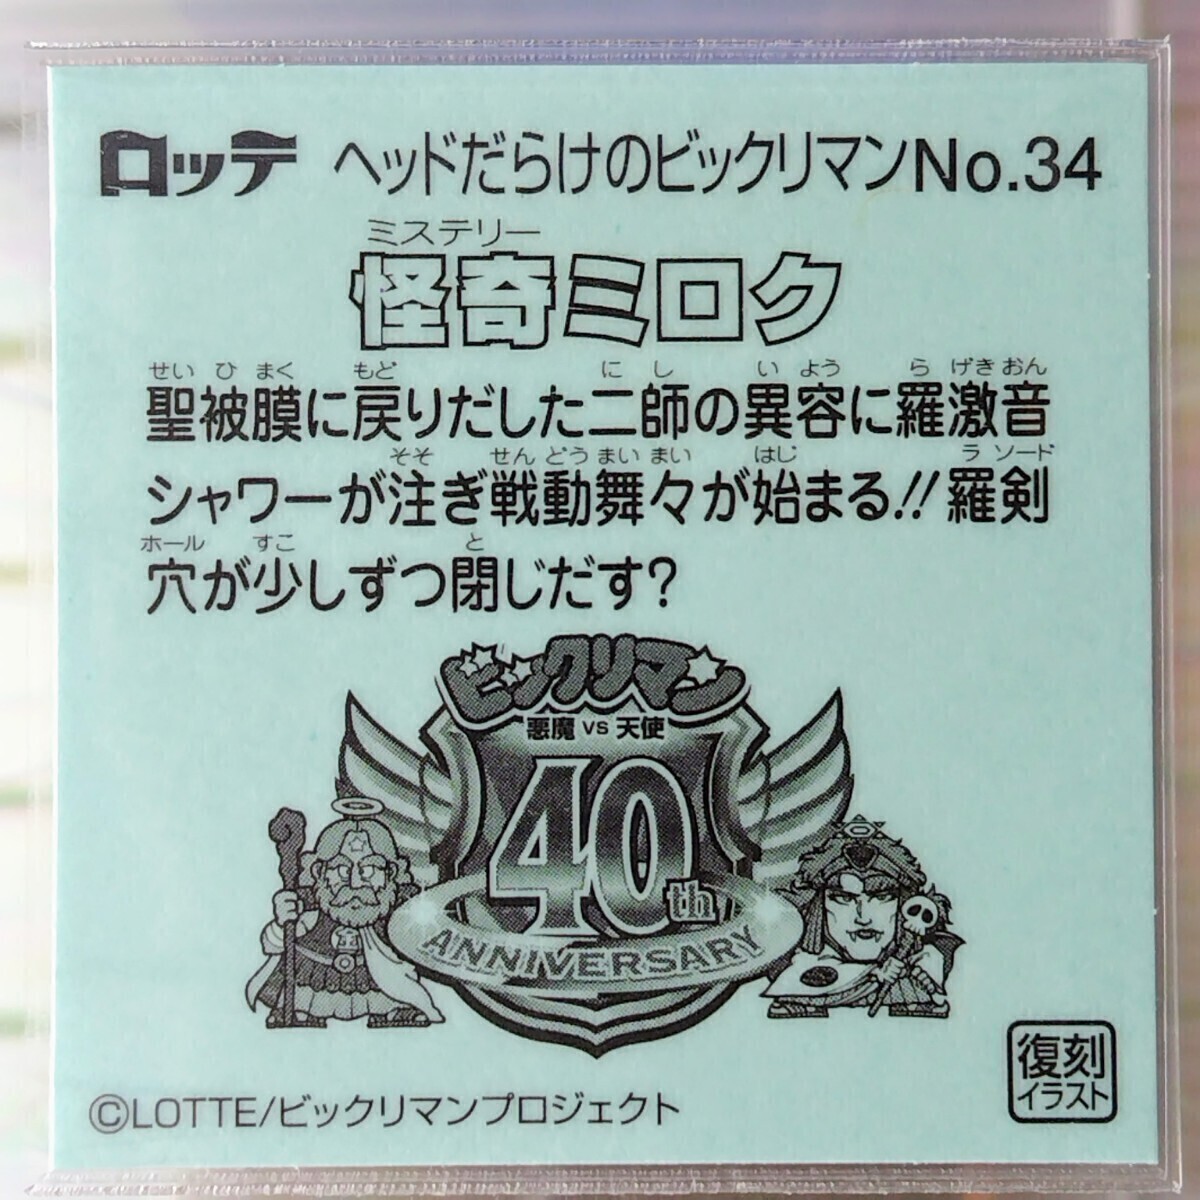 ロッテ ヘッドだらけのビックリマンNo.34
ミステリー
怪奇ミロク
せい ひ まく もど に し い よう ら げき おん
聖被膜に戻りだした二師の異容に羅激音
そそ せん どう まい まい はじ ラ ソード
シャワーが注ぎ戦動舞々が始まる!!羅剣
ホール すこ と
穴が少しずつ閉じだす?
ビックリマン
悪魔 VS 天使
40th
ANNIVERSARY
復刻
イラスト
©LOTTE/ビックリマンプロジェクト